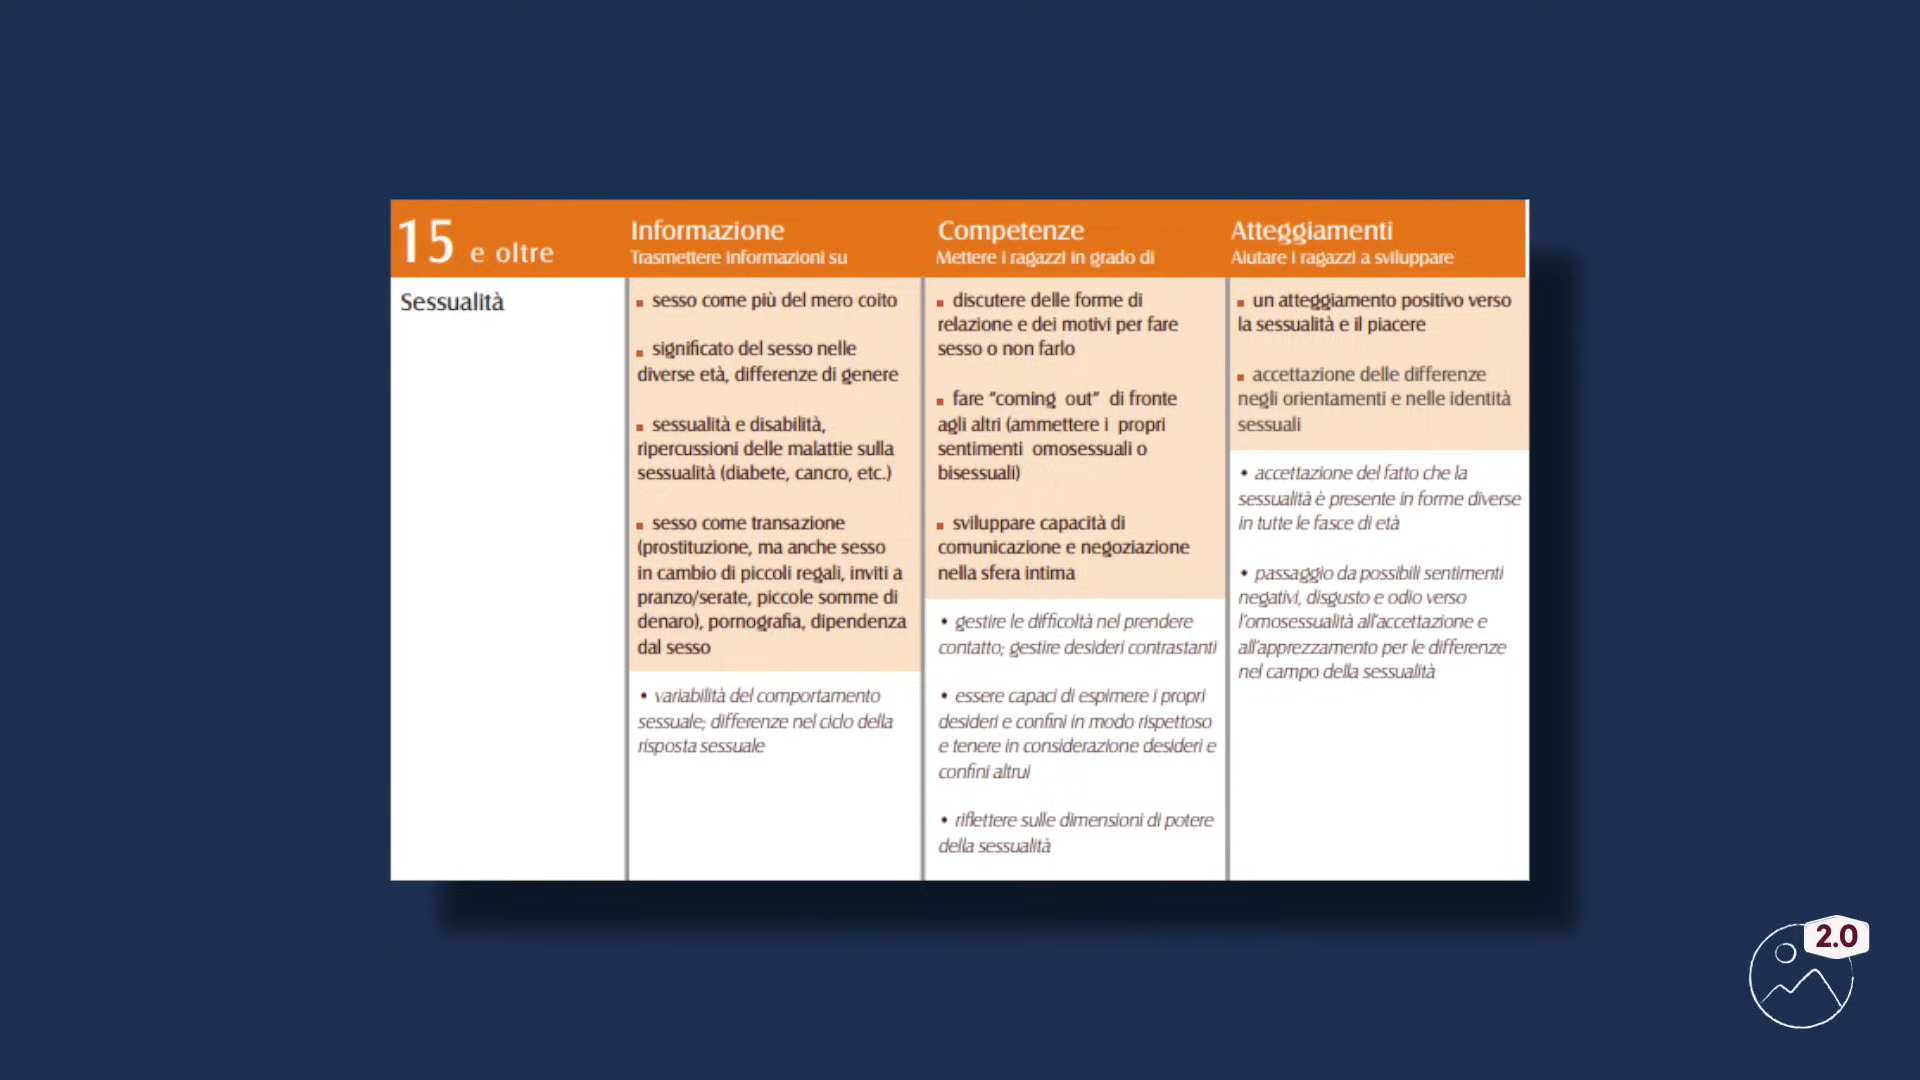 15 e oltre
Informazione
Trasmettere informazioni su
Competenze
Mettere i ragazzi in grado di
Atteggiamenti
Aiutare i ragazzi a sviluppare
Sessualità
▪ sesso come più del mero coito
▪ significato del sesso nelle
diverse età, differenze di genere
▪ sessualità e disabilità,
ripercussioni delle malattie sulla
sessualità (diabete, cancro, etc.)
▪ sesso come transazione
(prostituzione, ma anche sesso
in cambio di piccoli regali, inviti a
pranzo/serate, piccole somme di
denaro), pornografia, dipendenza
dal sesso
• variabilità del comportamento
sessuale; differenze nel ciclo della
risposta sessuale
▪ discutere delle forme di
relazione e dei motivi per fare
sesso o non farlo
▪ fare “coming out” di fronte
agli altri (ammettere i propri
sentimenti omosessuali o
bisessuali)
▪ sviluppare capacità di
comunicazione e negoziazione
nella sfera intima
• gestire le difficoltà nel prendere
contatto; gestire desideri contrastanti
• essere capaci di espimere i propri
desideri e confini in modo rispettoso
e tenere in considerazione desideri e
confini altrui
• riflettere sulle dimensioni di potere
della sessualità
▪ un atteggiamento positivo verso
la sessualità e il piacere
▪ accettazione delle differenze
negli orientamenti e nelle identità
sessuali
• accettazione del fatto che la
sessualità è presente in forme diverse
in tutte le fasce di età
• passaggio da possibili sentimenti
negativi, disgusto e odio verso
l'omosessualità all'accettazione e
all'apprezzamento per le differenze
nel campo della sessualità
2.0